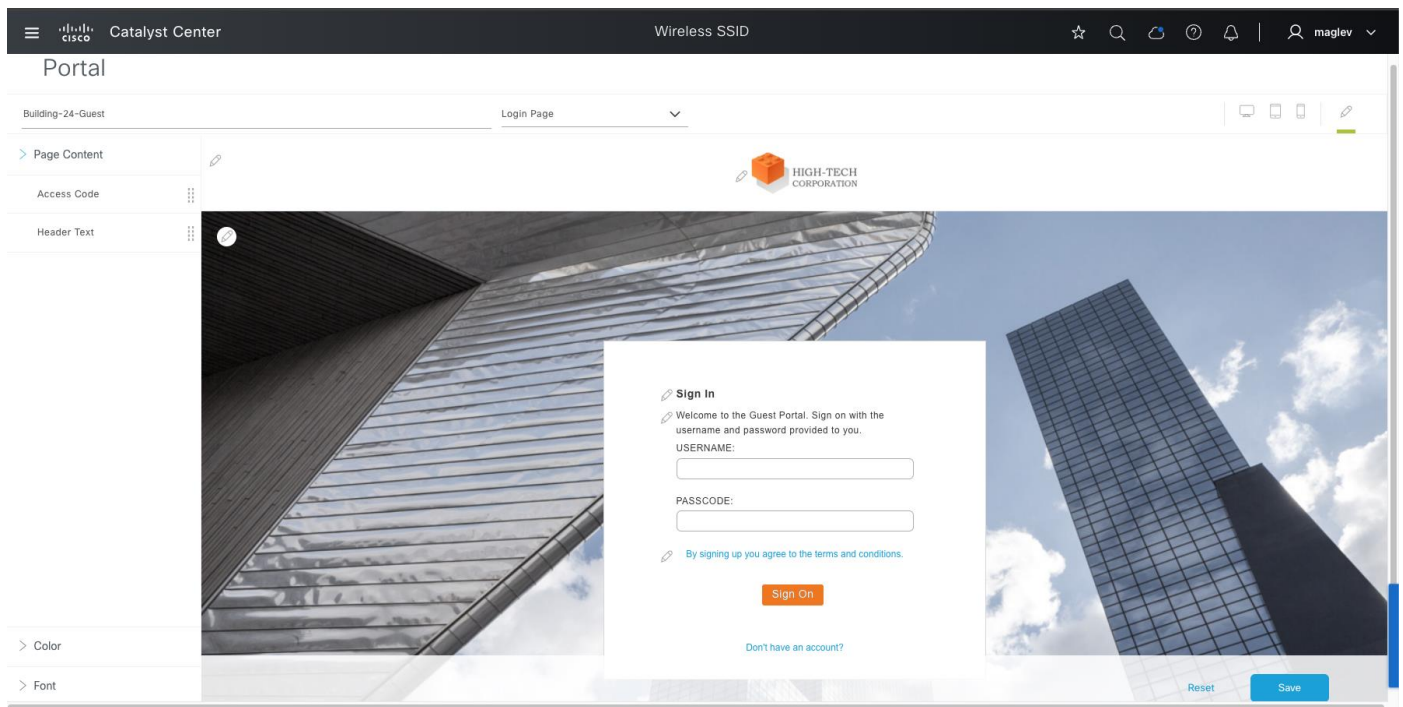 CISCO
Catalyst Center
Wireless SSID
maglev
Portal
Building-24-Guest
Login Page
Page Content
Access Code
Header Text
HIGH-TECH
CORPORATION
Sign In
Welcome to the Guest Portal. Sign on with the
username and password provided to you.
USERNAME:
PASSCODE:
By signing up you agree to the terms and conditions.
Sign On
Don't have an account?
Color
Font
Reset
Save